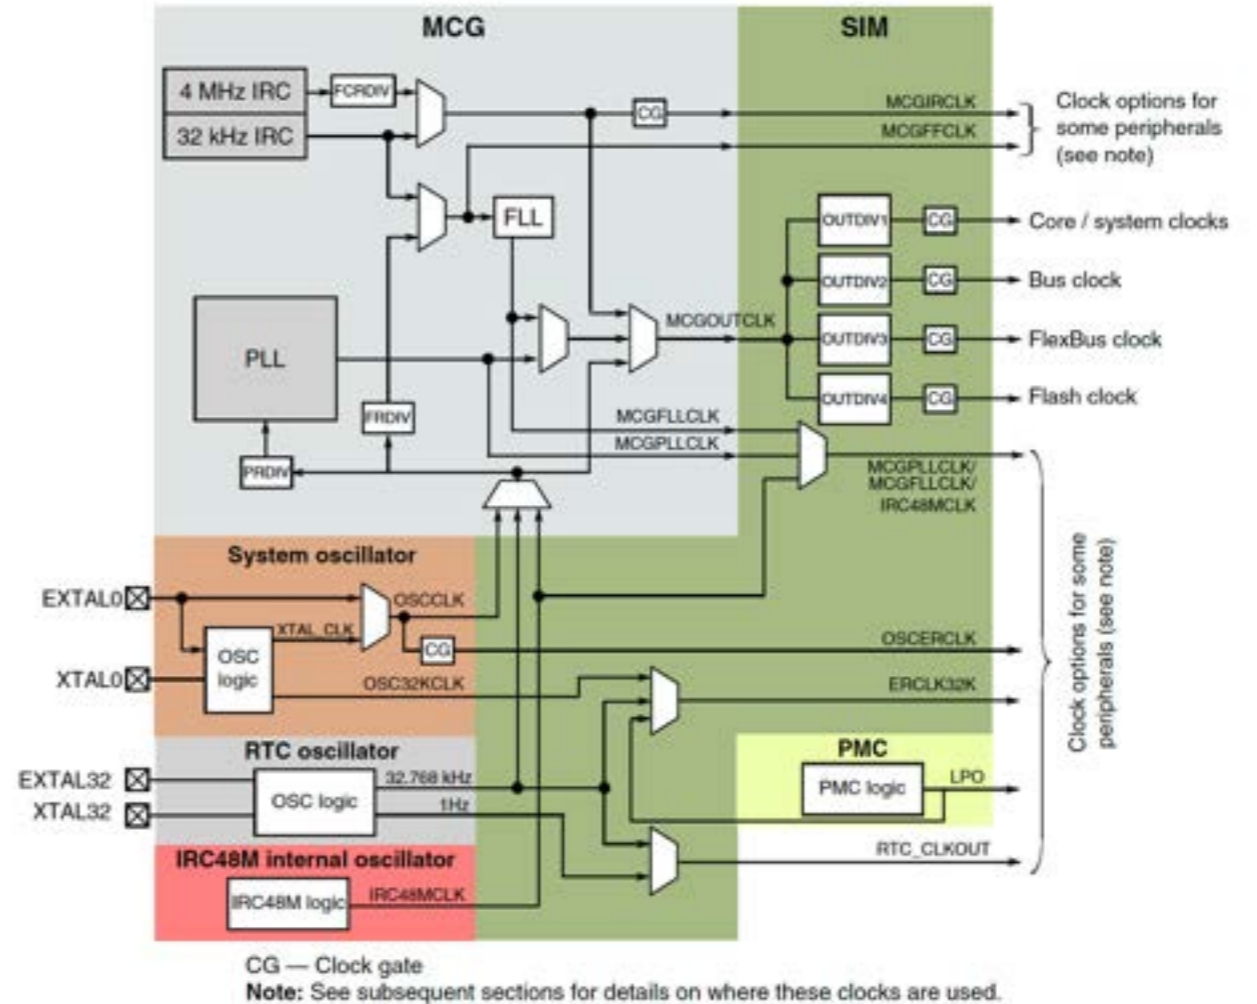 MCG
SIM
4 MHz IRC
FCRDIV
32 kHz IRC
CG
MCGIRCLK
MCGFFCLK
Clock options for
some peripherals
(see note)
FLL
OUTDIV1
CG
Core / system clocks
OUTDIV2
CG
Bus clock
MCGOUTCLK
OUTDIV3
CG
FlexBus clock
PLL
OUTDIV4
CG
Flash clock
FRDIV
MCGFLLCLK
MCGPLLCLK
PRDIV
MCGPLLCLK/
MCGFLLCLK/
IRC48MCLK
Clock options for some
peripherals (see note)
System oscillator
EXTAL0
OSCCLK
XTAL_CLK
OSC
logic
CG
OSCERCLK
XTAL0
OSC32KCLK
ERCLK32K
RTC oscillator
PMC
EXTAL32
32.768 kHz
OSC logic
PMC logic
LPO
XTAL32
1Hz
RTC_CLKOUT
IRC48M internal oscillator
IRC48M logic
IRC48MCLK
CG — Clock gate
Note: See subsequent sections for details on where these clocks are used.